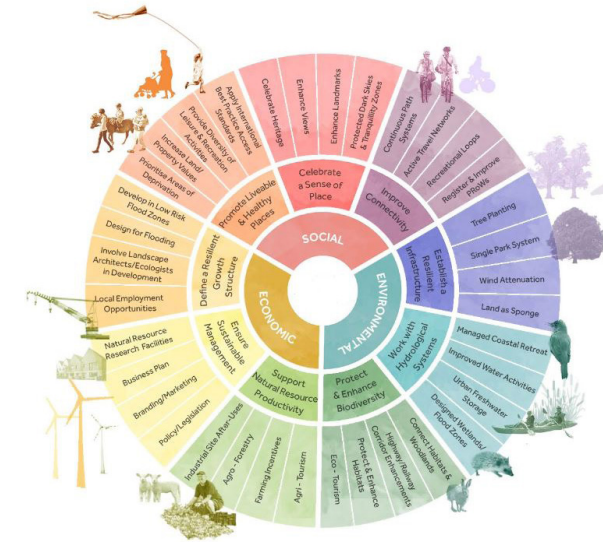 SOCIAL
ENVIRONMENTAL
ECONOMIC
Celebrate
a Sense of
Place
Improve
Connectivity
Establish a
Resilient
Infrastructure
Work with
Hydrological
Systems
Protect
& Enhance
Biodiversity
Support
Natural Resource
Productivity
Ensure
Sustainable
Management
Define a Resilient
Growth
Structure
Promote Liveable
& Healthy
Places
Celebrate Heritage
Enhance Views
Enhance Landmarks
Protected Dark Skies
& Tranquility Zones
Continuous Path
Systems
Active Travel Networks
Recreational Loops
Register & Improve
PRoWs
Tree Planting
Single Park System
Wind Attenuation
Land as Sponge
Managed Coastal Retreat
Improved Water Activities
Urban Freshwater
Storage
Designed Wetlands/
Flood Zones
Connect Habitats &
Woodlands
Highway/Railway
Corridor Enhancements
Protect & Enhance
Habitats
Eco - Tourism
Agri - Tourism
Farming Incentives
Agro - Forestry
Industrial Site After-Uses
Policy/Legislation
Branding/Marketing
Business Plan
Natural Resource
Research Facilities
Local Employment
Opportunities
Involve Landscape
Architects/Ecologists
in Development
Design for Flooding
Develop in Low Risk
Flood Zones
Prioritise Areas of
Deprivation
Increase Land/
Property Values
Provide Diversity of
Leisure & Recreation
Activities
Apply International
Best Practice Access
Standards